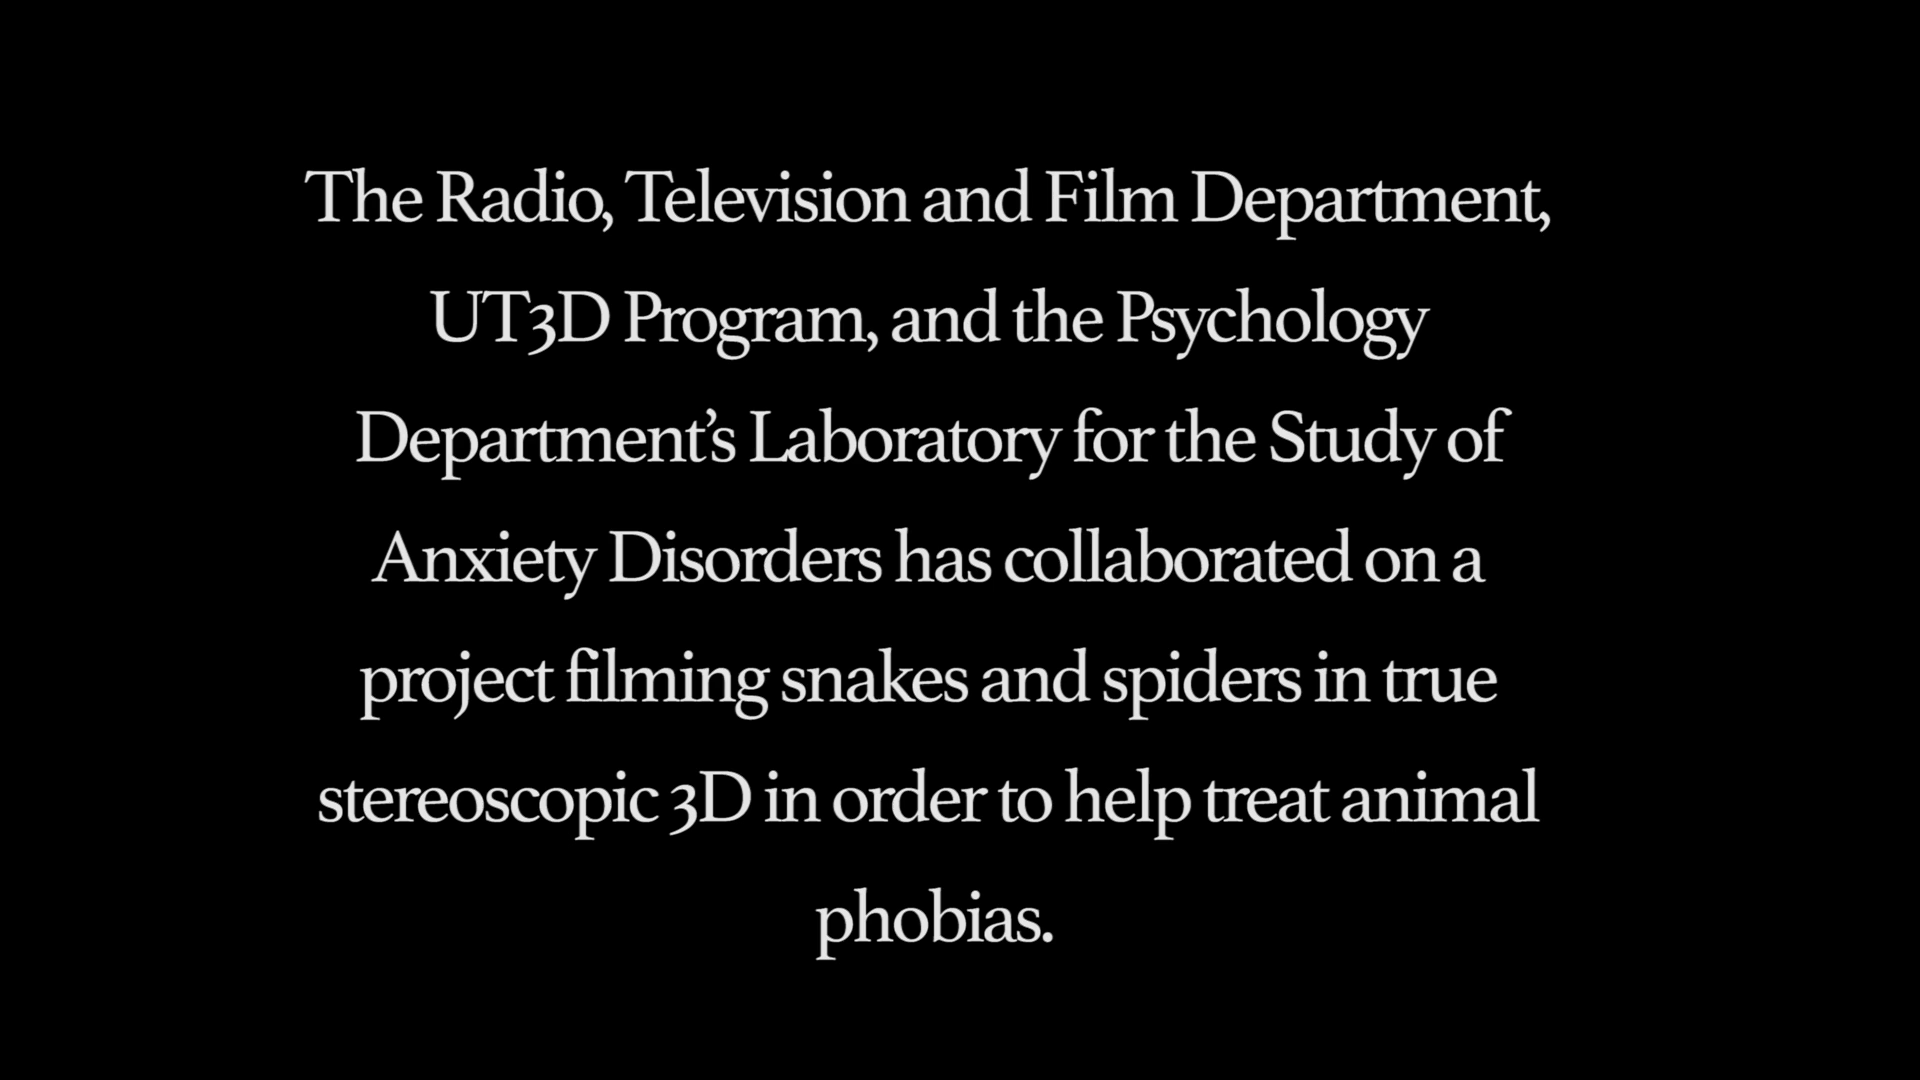 The Radio, Television and Film Department,
UT3D Program, and the Psychology
Department’s Laboratory for the Study of
Anxiety Disorders has collaborated on a
project filming snakes and spiders in true
stereoscopic 3D in order to help treat animal
phobias.